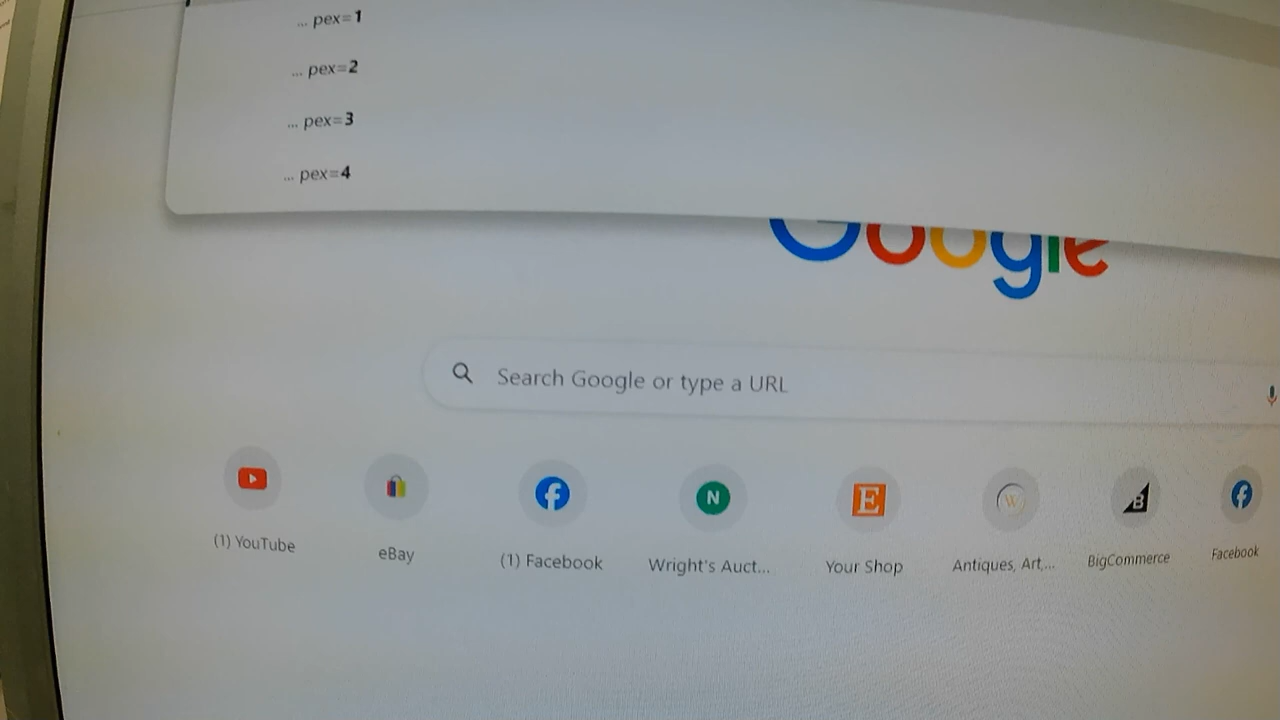 ... pex=1
... pex=2
... pex=3
... pex=4
Google
Search Google or type a URL
N
E
W
B
(1) YouTube
eBay
(1) Facebook
Wright's Auct...
Your Shop
Antiques, Art,...
BigCommerce
Facebook